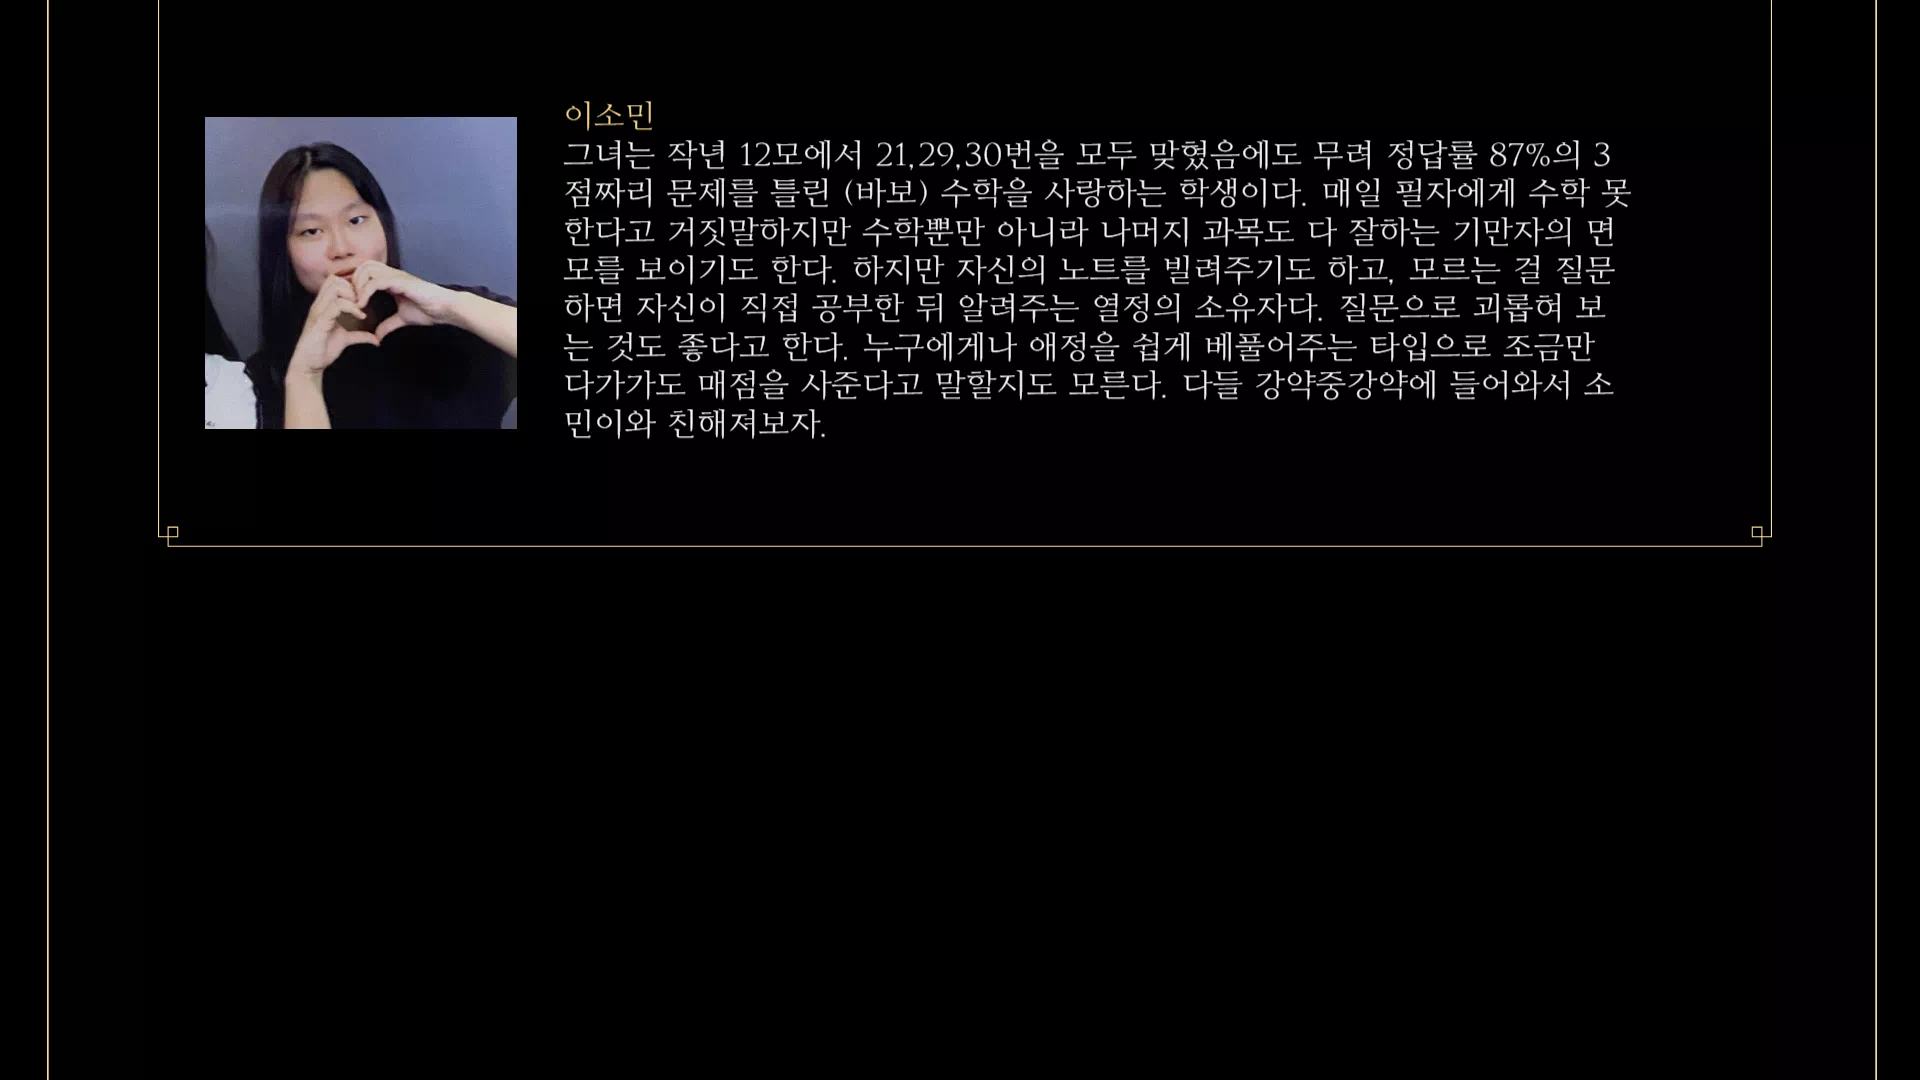 이소민
그녀는 작년 12모에서 21,29,30번을 모두 맞혔음에도 무려 정답률 87%의 3
점짜리 문제를 틀린 (바보) 수학을 사랑하는 학생이다. 매일 필자에게 수학 못
한다고 거짓말하지만 수학뿐만 아니라 나머지 과목도 다 잘하는 기만자의 면
모를 보이기도 한다. 하지만 자신의 노트를 빌려주기도 하고, 모르는 걸 질문
하면 자신이 직접 공부한 뒤 알려주는 열정의 소유자다. 질문으로 괴롭혀 보
는 것도 좋다고 한다. 누구에게나 애정을 쉽게 베풀어주는 타입으로 조금만
다가가도 매점을 사준다고 말할지도 모른다. 다들 강약중강약에 들어와서 소
민이와 친해져보자.